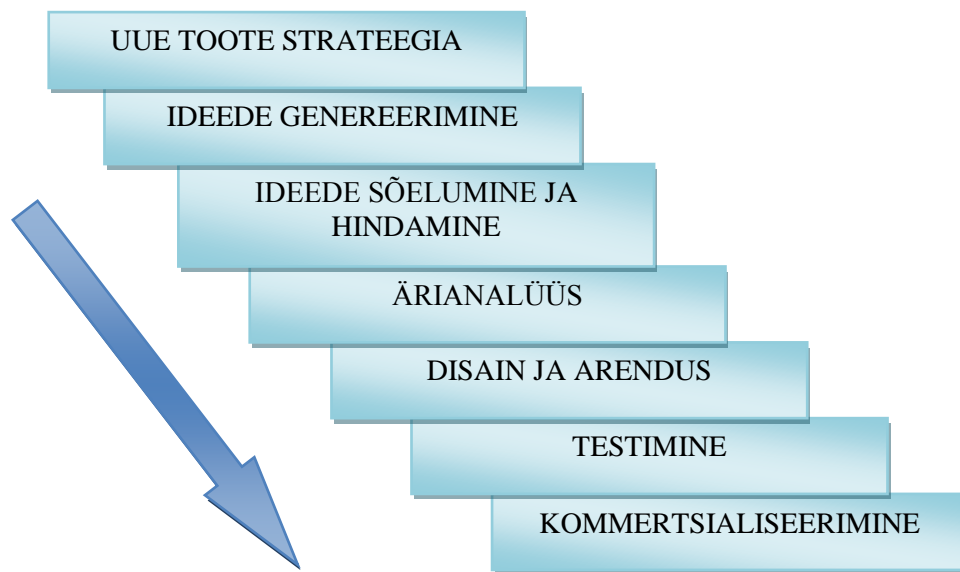 UUE TOOTE STRATEEGIA
IDEEDE GENEREERIMINE
IDEEDE SÕELUMINE JA
HINDAMINE
ÄRIANALÜÜS
DISAIN JA ARENDUS
TESTIMINE
KOMMERTSIALISEERIMINE